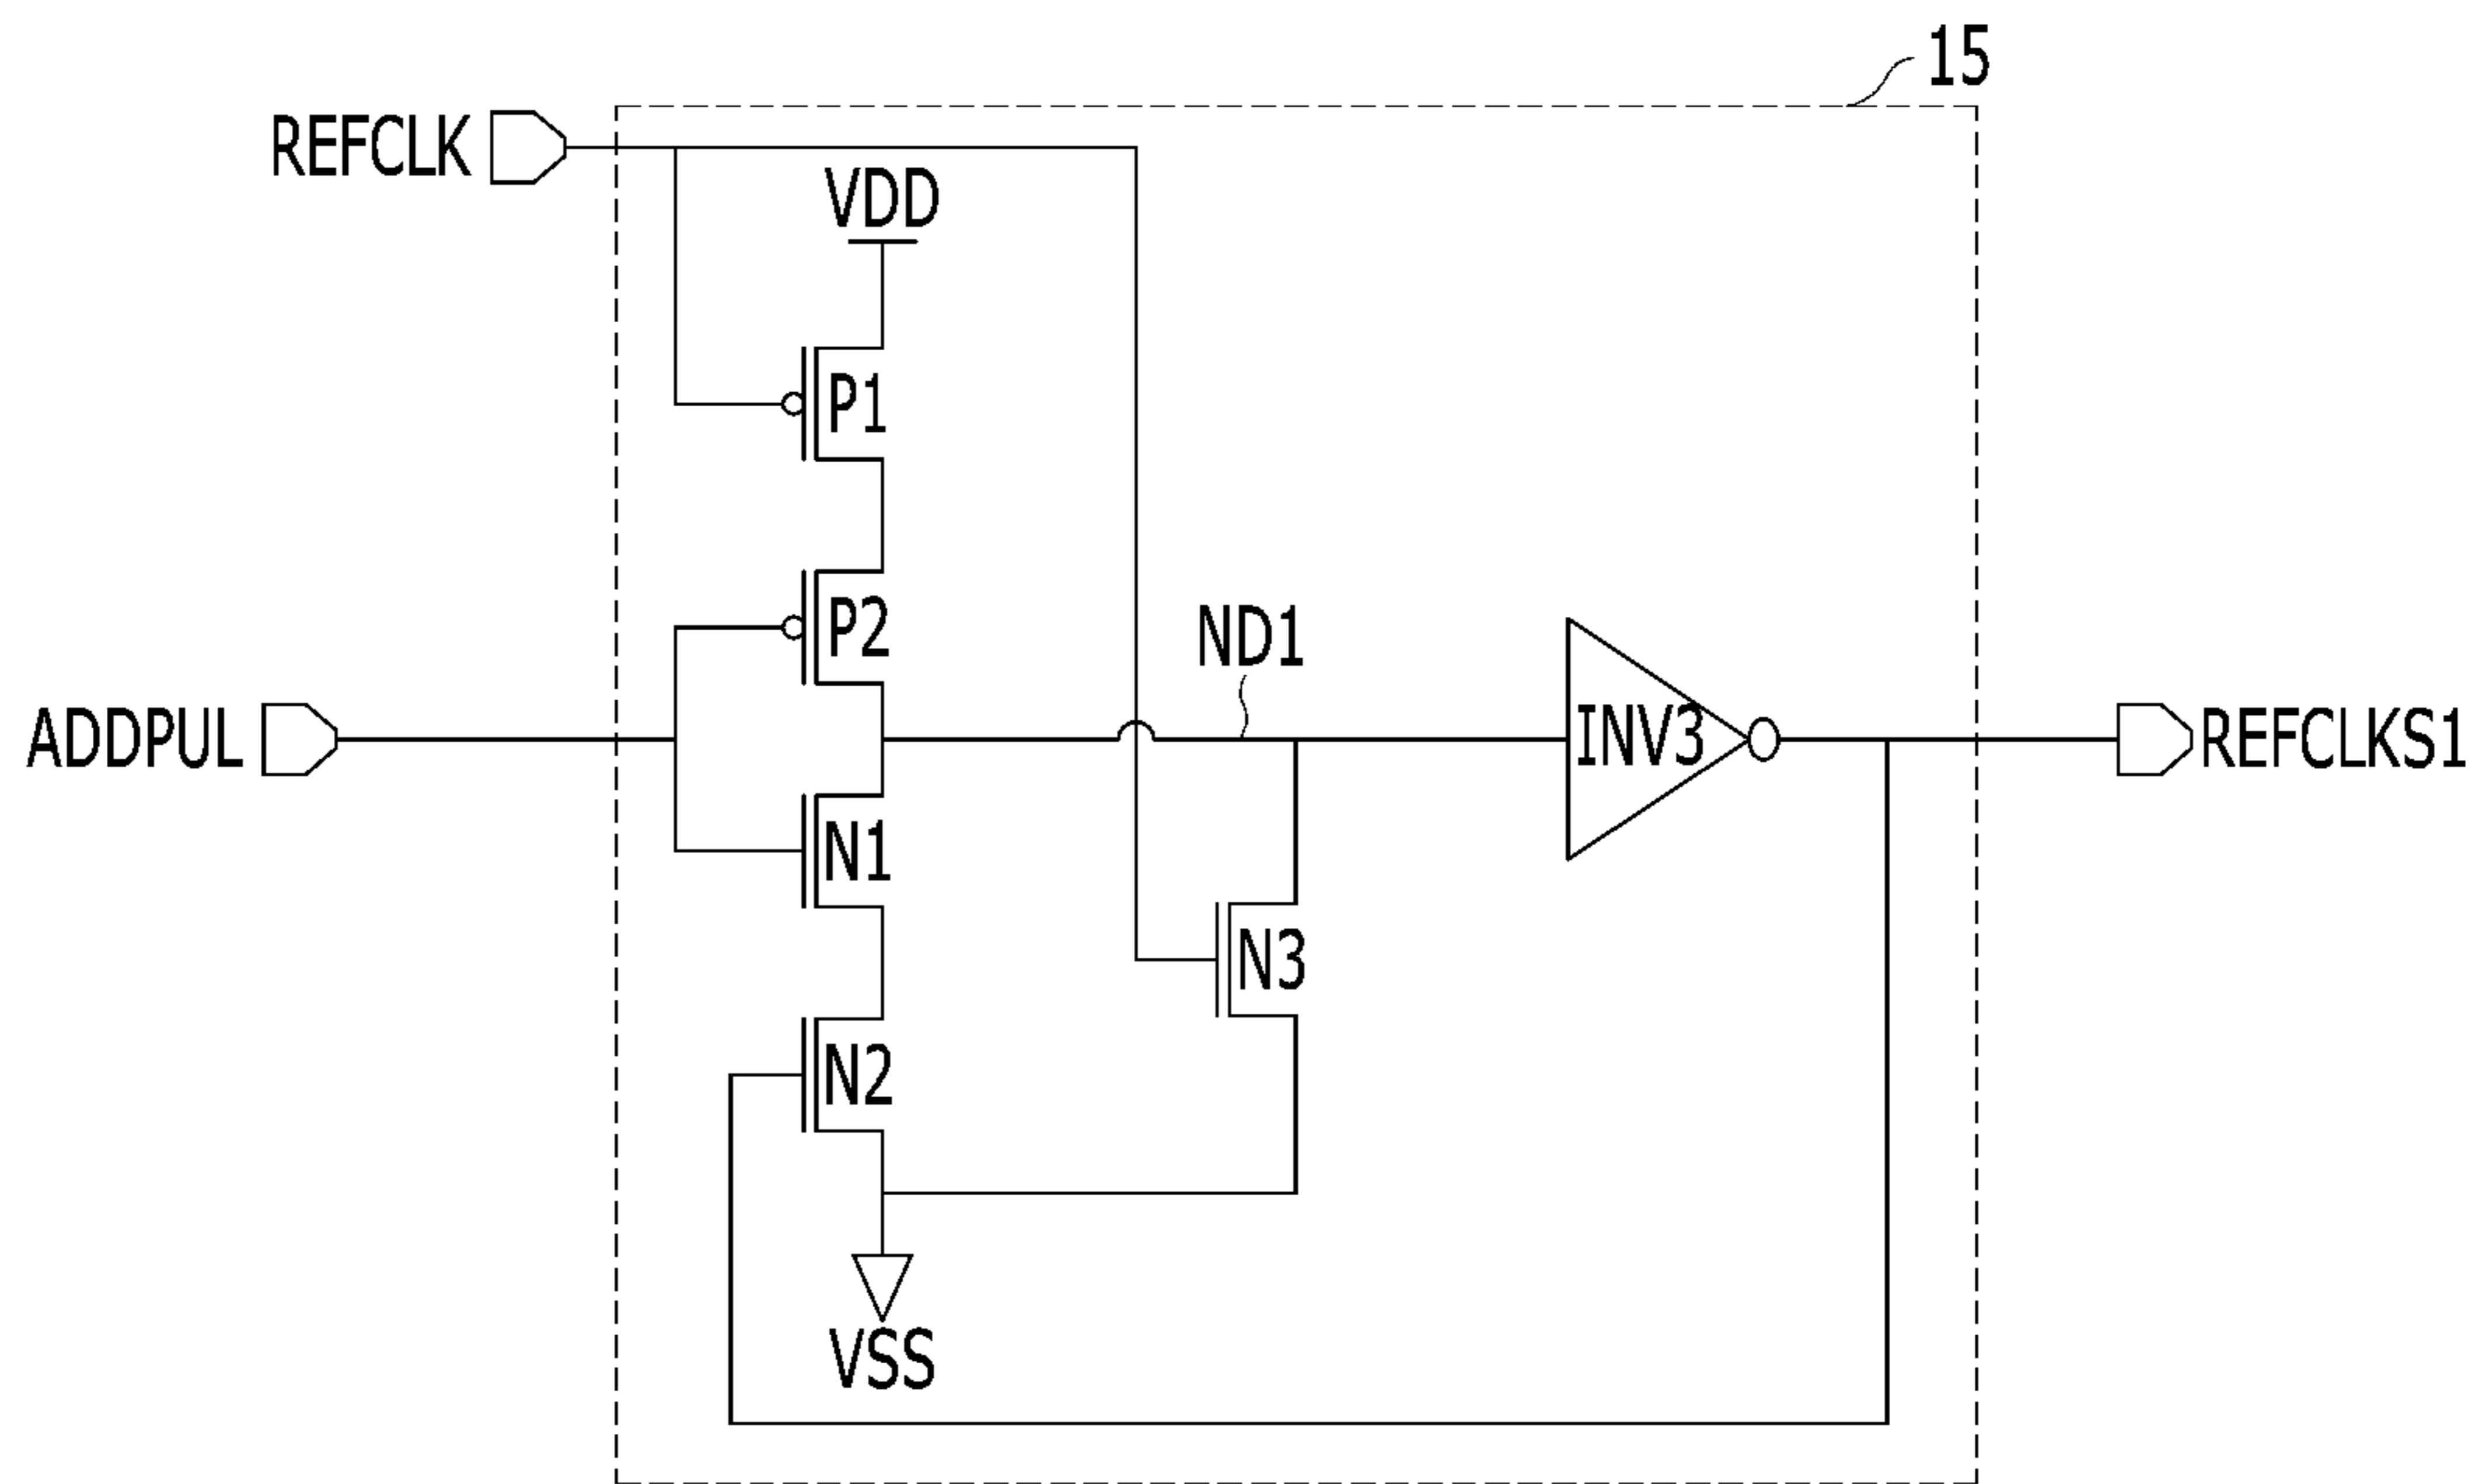 15
REFCLK
VDD
P1
P2
ND1
ADDPUL
INV3
REFCLKS1
N1
N3
N2
VSS